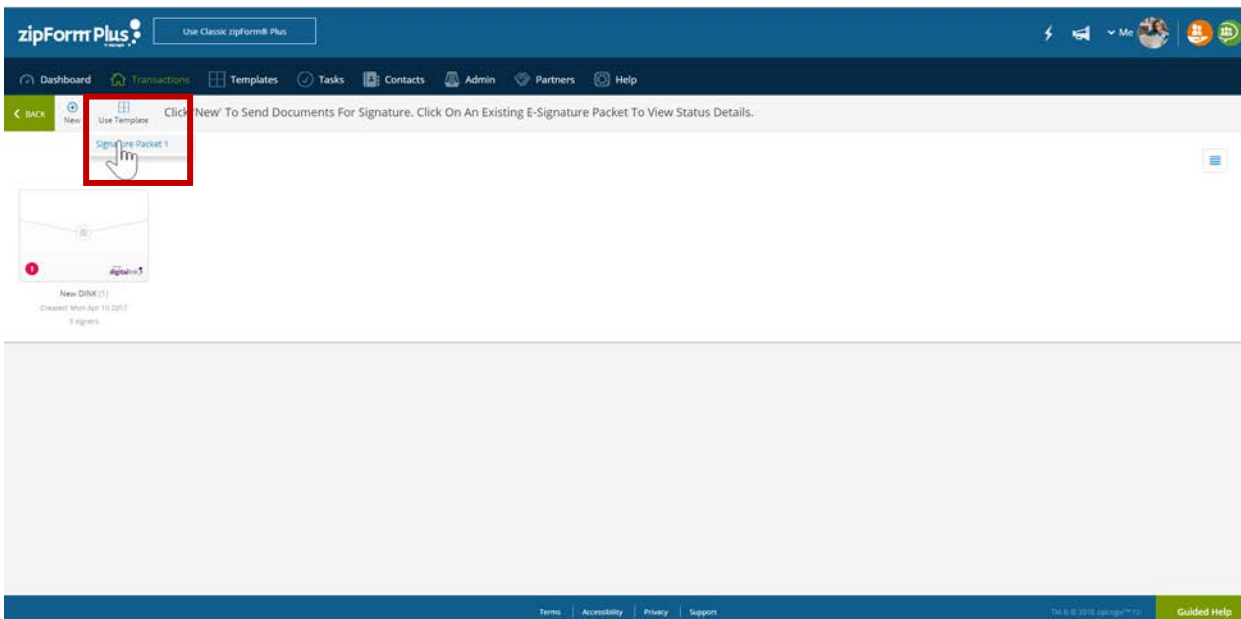 zipForm Plus
Use Classic zipForm® Plus
Me
Dashboard Transactions Templates Tasks Contacts Admin Partners Help
BACK New Use Template Click 'New' To Send Documents For Signature. Click On An Existing E-Signature Packet To View Status Details.
Signature Packet 1
digitalink
New DINK (1)
Created: Mon Apr 10 2017
3 signers
Terms Accessibility Privacy Support
Guided Help